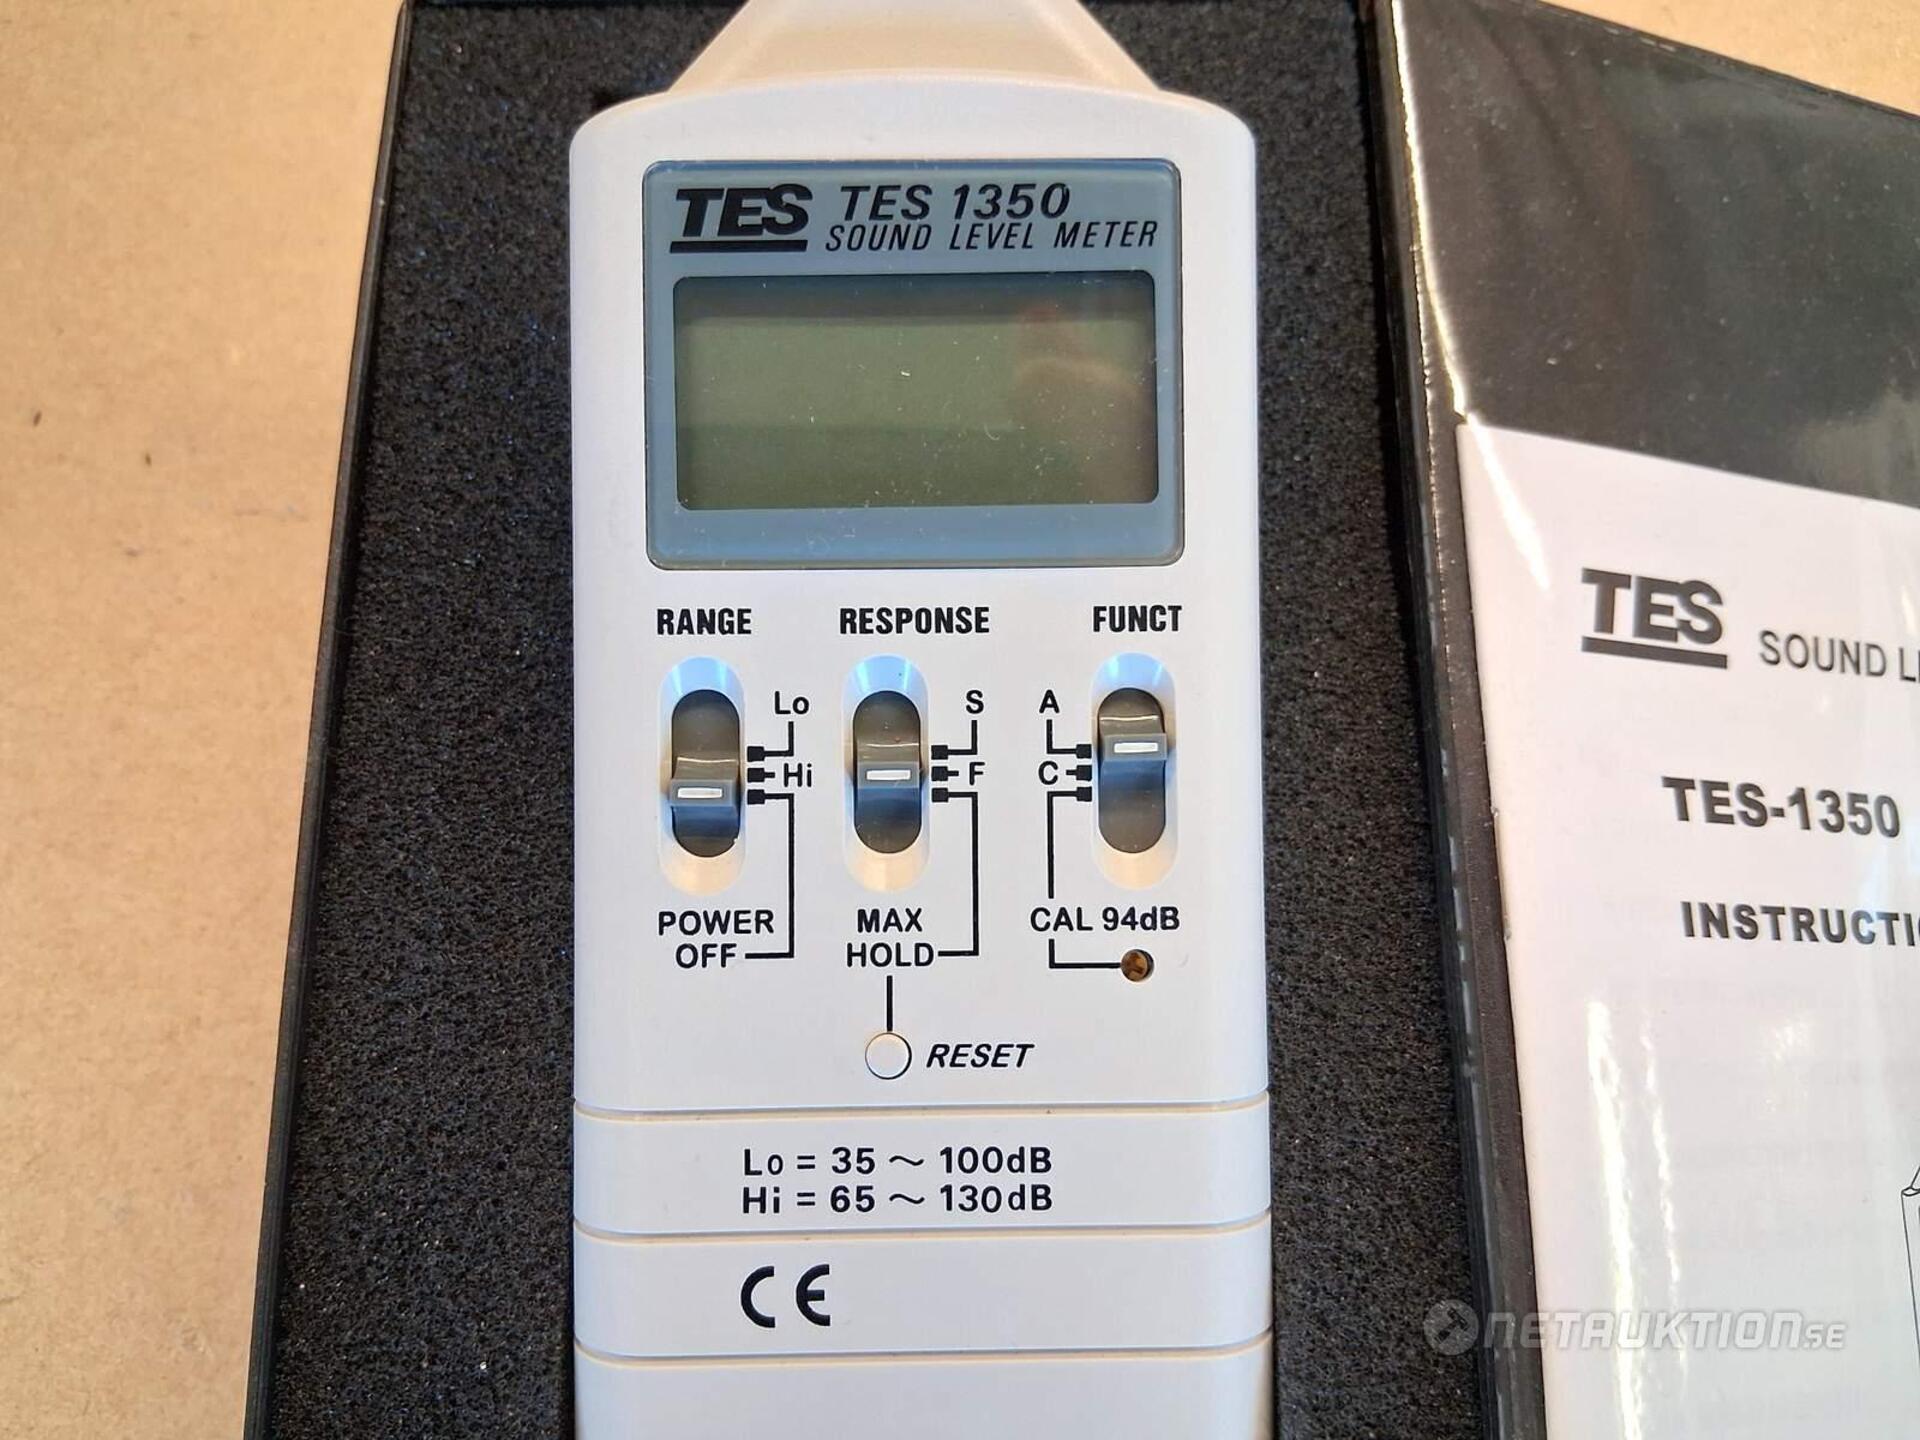 TES TES 1350
SOUND LEVEL METER
RANGE RESPONSE FUNCT
Lo S A
Hi F C
POWER OFF
MAX HOLD
CAL 94dB
RESET
Lo = 35 ~ 100dB
Hi = 65 ~ 130dB
CE
TES SOUND
TES-1350
NETAUKTION.SE